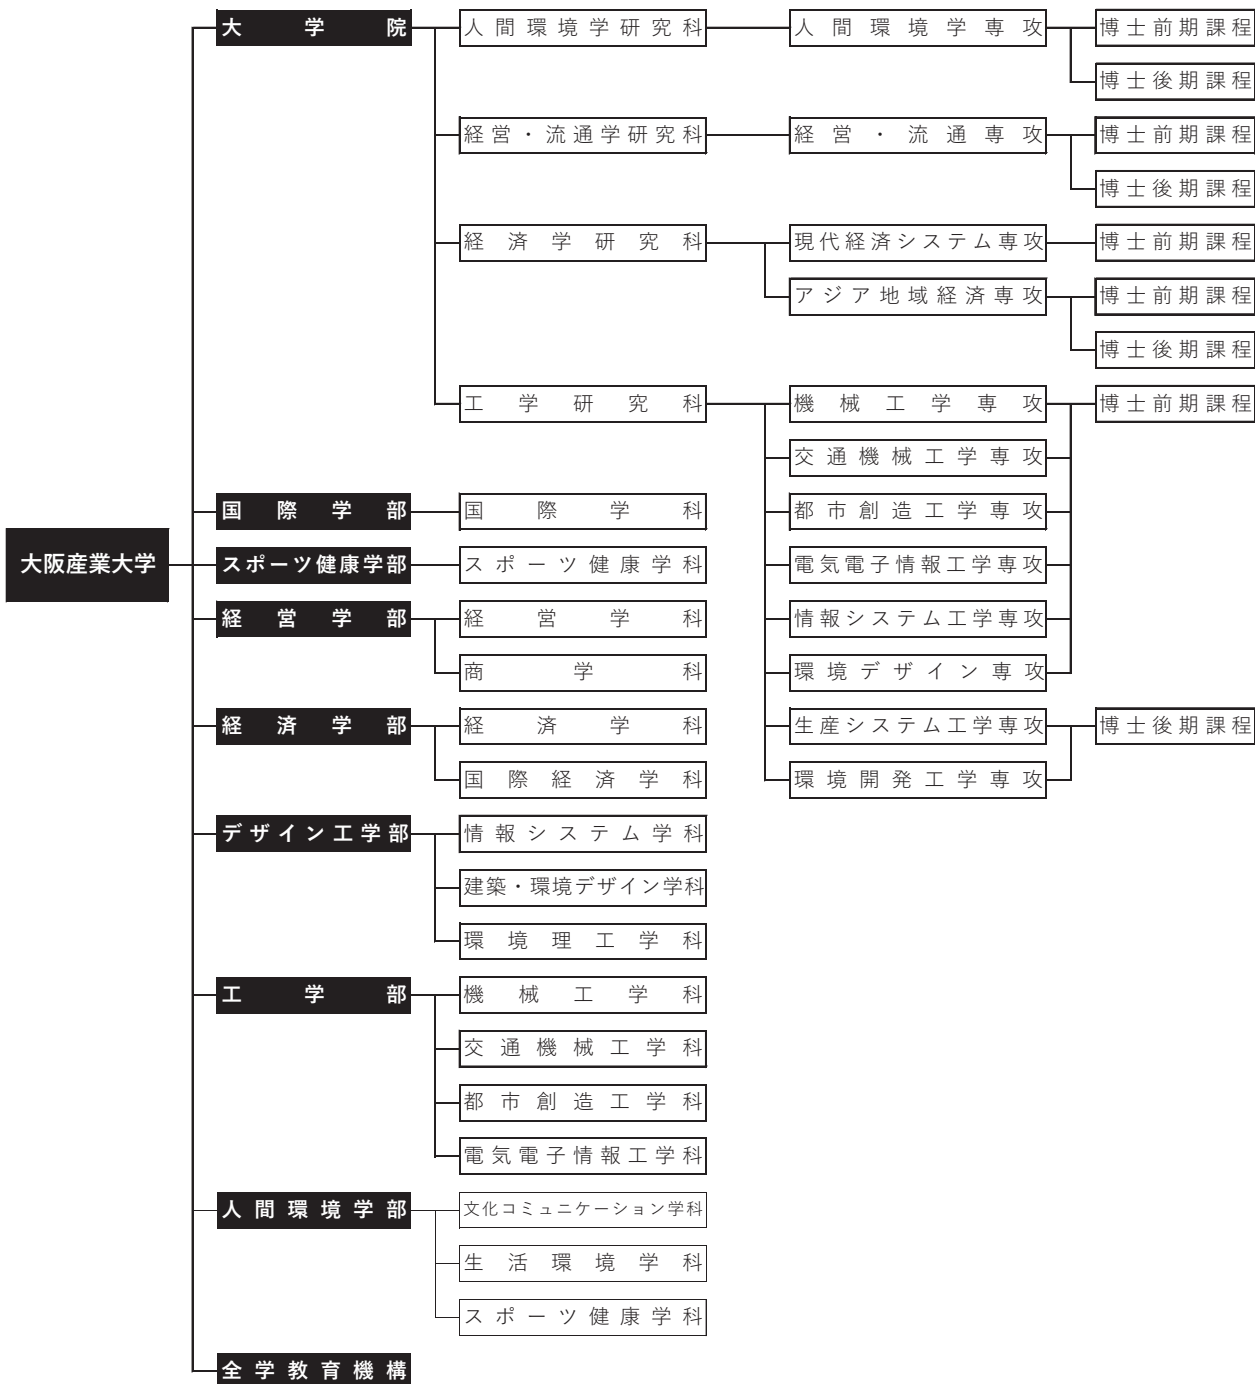 大学院 人間環境学研究科 人間環境学専攻 博士前期課程
博士後期課程
経営・流通学研究科 経営・流通専攻 博士前期課程
博士後期課程
経済学研究科 現代経済システム専攻 博士前期課程
アジア地域経済専攻 博士前期課程
博士後期課程
工学研究科 機械工学専攻 博士前期課程
交通機械工学専攻
国際学部 国際学科 都市創造工学専攻
大阪産業大学 スポーツ健康学部 スポーツ健康学科 電気電子情報工学専攻
経営学部 経営学科 情報システム工学専攻
商学科 環境デザイン専攻
経済学部 経済学科 生産システム工学専攻 博士後期課程
国際経済学科 環境開発工学専攻
デザイン工学部 情報システム学科
建築・環境デザイン学科
環境理工学科
工学部 機械工学科
交通機械工学科
都市創造工学科
電気電子情報工学科
人間環境学部 文化コミュニケーション学科
生活環境学科
スポーツ健康学科
全学教育機構